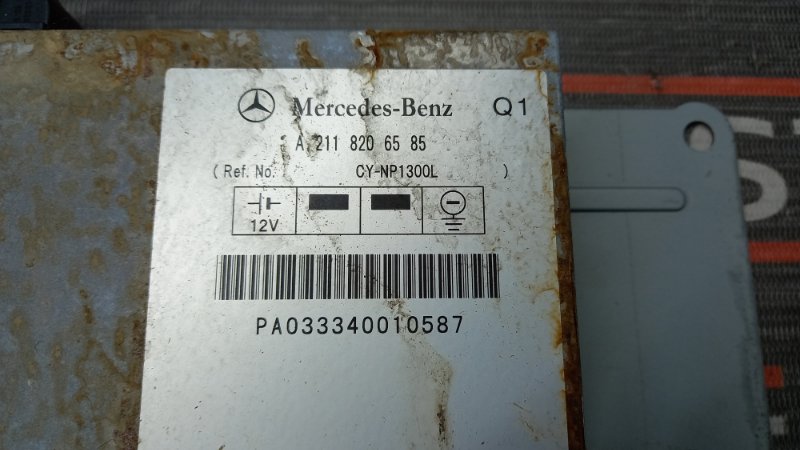 Mercedes-Benz Q1
A 211 820 65 85
(Ref. No. CY-NP1300L )
12V
PA033340010587